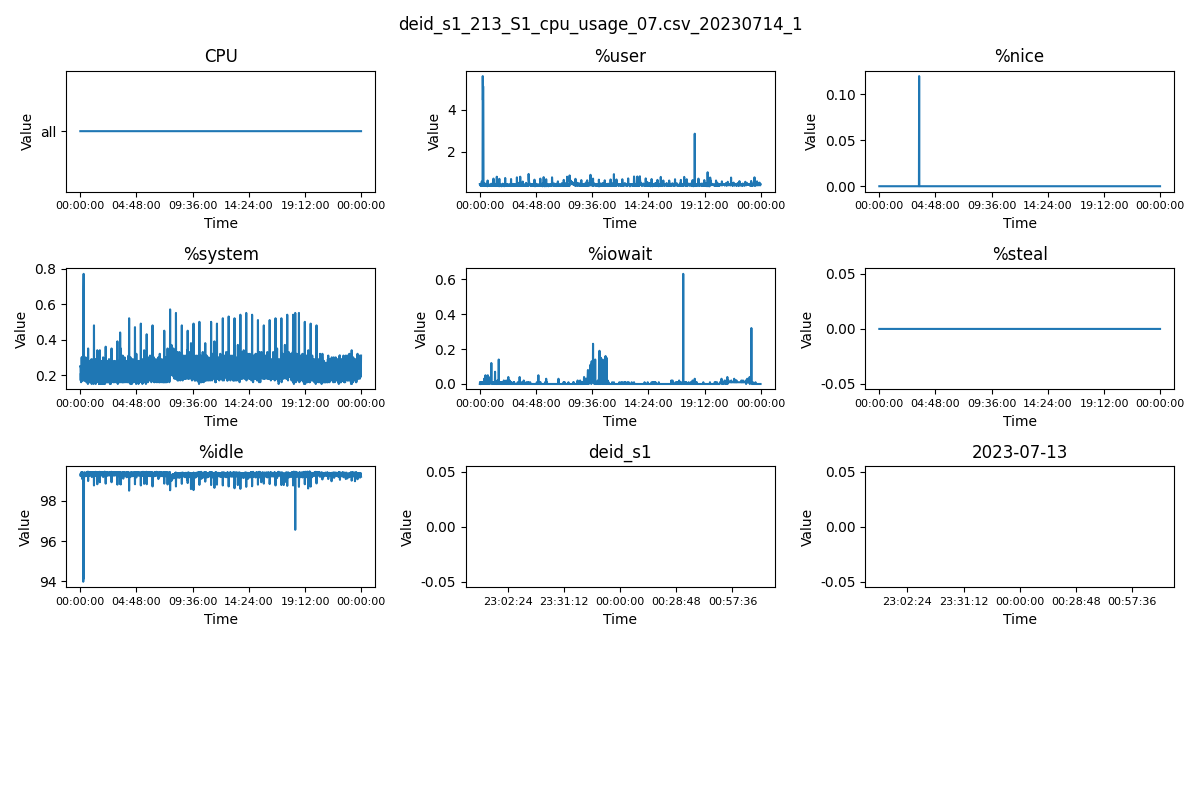 deid_s1_213_S1_cpu_usage_07.csv_20230714_1
CPU
Value
all
00:00:00 04:48:00 09:36:00 14:24:00 19:12:00 00:00:00
Time
%user
Value
4
2
00:00:00 04:48:00 09:36:00 14:24:00 19:12:00 00:00:00
Time
%nice
Value
0.10
0.05
0.00
00:00:00 04:48:00 09:36:00 14:24:00 19:12:00 00:00:00
Time
%system
Value
0.8
0.6
0.4
0.2
00:00:00 04:48:00 09:36:00 14:24:00 19:12:00 00:00:00
Time
%iowait
Value
0.6
0.4
0.2
0.0
00:00:00 04:48:00 09:36:00 14:24:00 19:12:00 00:00:00
Time
%steal
Value
0.05
0.00
-0.05
00:00:00 04:48:00 09:36:00 14:24:00 19:12:00 00:00:00
Time
%idle
Value
98
96
94
00:00:00 04:48:00 09:36:00 14:24:00 19:12:00 00:00:00
Time
deid_s1
Value
0.05
0.00
-0.05
23:02:24 23:31:12 00:00:00 00:28:48 00:57:36
Time
2023-07-13
Value
0.05
0.00
-0.05
23:02:24 23:31:12 00:00:00 00:28:48 00:57:36
Time